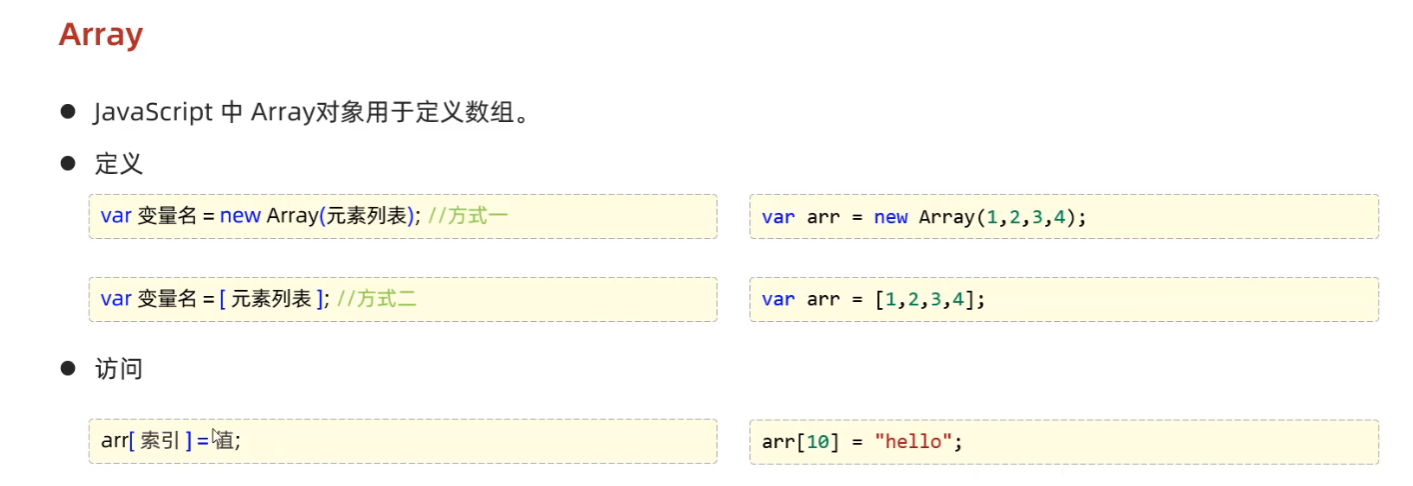 Array
● JavaScript 中 Array对象用于定义数组。
● 定义
var 变量名 = new Array(元素列表); //方式一
var arr = new Array(1,2,3,4);
var 变量名 = [ 元素列表 ]; //方式二
var arr = [1,2,3,4];
● 访问
arr[ 索引 ] = 值;
arr[10] = "hello";